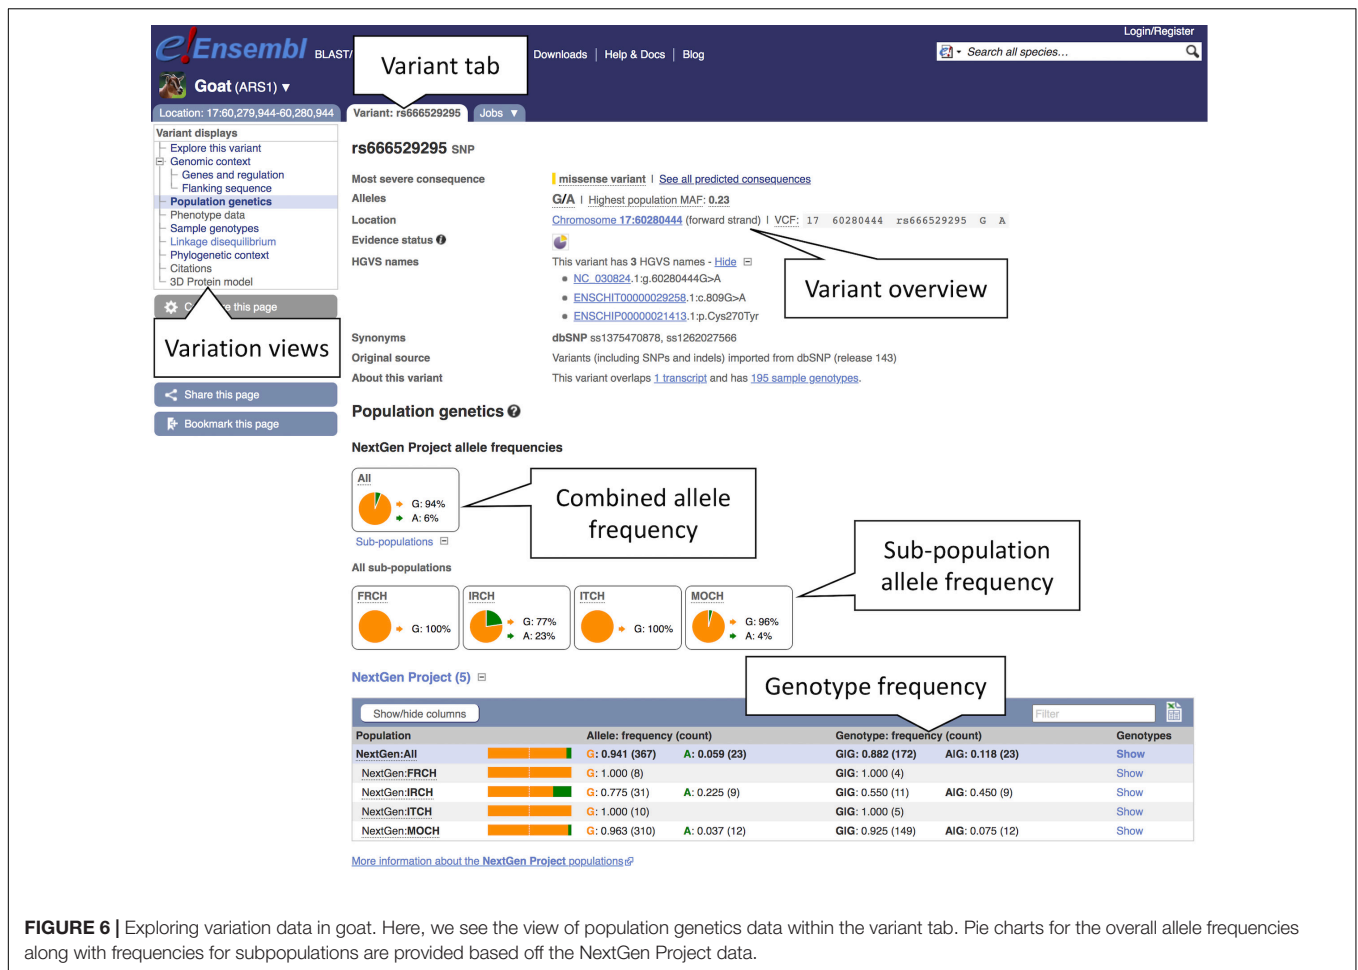 Login/Register
e!Ensembl BLAST/ Downloads | Help & Docs | Blog
Search all species...
Variant tab
Goat (ARS1) ▼
Location: 17:60,279,944-60,280,944
Variant: rs666529295
Jobs ▼
Variant displays
Explore this variant
Genomic context
Genes and regulation
Flanking sequence
Population genetics
Phenotype data
Sample genotypes
Linkage disequilibrium
Phylogenetic context
Citations
3D Protein model
this page
Variation views
Share this page
Bookmark this page
rs666529295 SNP
Most severe consequence missense variant | See all predicted consequences
Alleles G/A | Highest population MAF: 0.23
Location Chromosome 17:60280444 (forward strand) | VCF: 17 60280444 rs666529295 G A
Evidence status
HGVS names This variant has 3 HGVS names - Hide
NC_030824.1:g.60280444G>A
ENSCHIT00000029258.1:c.809G>A
ENSCHIP00000021413.1:p.Cys270Tyr
Variant overview
Synonyms dbSNP ss1375470878, ss1262027566
Original source Variants (including SNPs and indels) imported from dbSNP (release 143)
About this variant This variant overlaps 1 transcript and has 195 sample genotypes.
Population genetics
NextGen Project allele frequencies
All
G: 94%
A: 6%
Combined allele
frequency
Sub-populations
All sub-populations
Sub-population
allele frequency
FRCH
G: 100%
IRCH
G: 77%
A: 23%
ITCH
G: 100%
MOCH
G: 96%
A: 4%
NextGen Project (5)
Genotype frequency
Show/hide columns
Filter
Population Allele: frequency (count) Genotype: frequency (count) Genotypes
NextGen:All G: 0.941 (367) A: 0.059 (23) G|G: 0.882 (172) A|G: 0.118 (23) Show
NextGen:FRCH G: 1.000 (8) G|G: 1.000 (4) Show
NextGen:IRCH G: 0.775 (31) A: 0.225 (9) G|G: 0.550 (11) A|G: 0.450 (9) Show
NextGen:ITCH G: 1.000 (10) G|G: 1.000 (5) Show
NextGen:MOCH G: 0.963 (310) A: 0.037 (12) G|G: 0.925 (149) A|G: 0.075 (12) Show
More information about the NextGen Project populations
FIGURE 6 | Exploring variation data in goat. Here, we see the view of population genetics data within the variant tab. Pie charts for the overall allele frequencies
along with frequencies for subpopulations are provided based off the NextGen Project data.